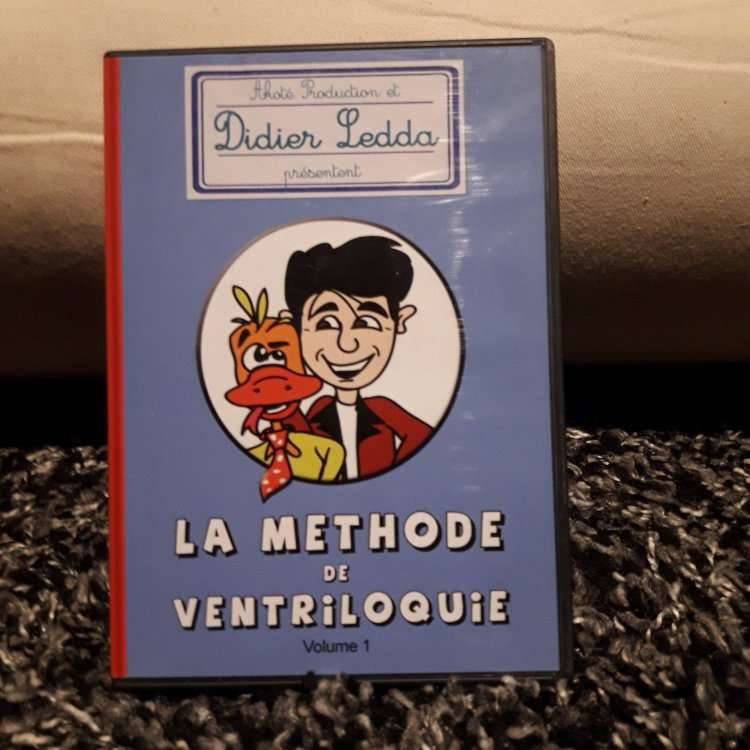 Akoté Production et
Didier Ledda
présentent
LA METHODE
DE
VENTRiLOQUiE
Volume 1